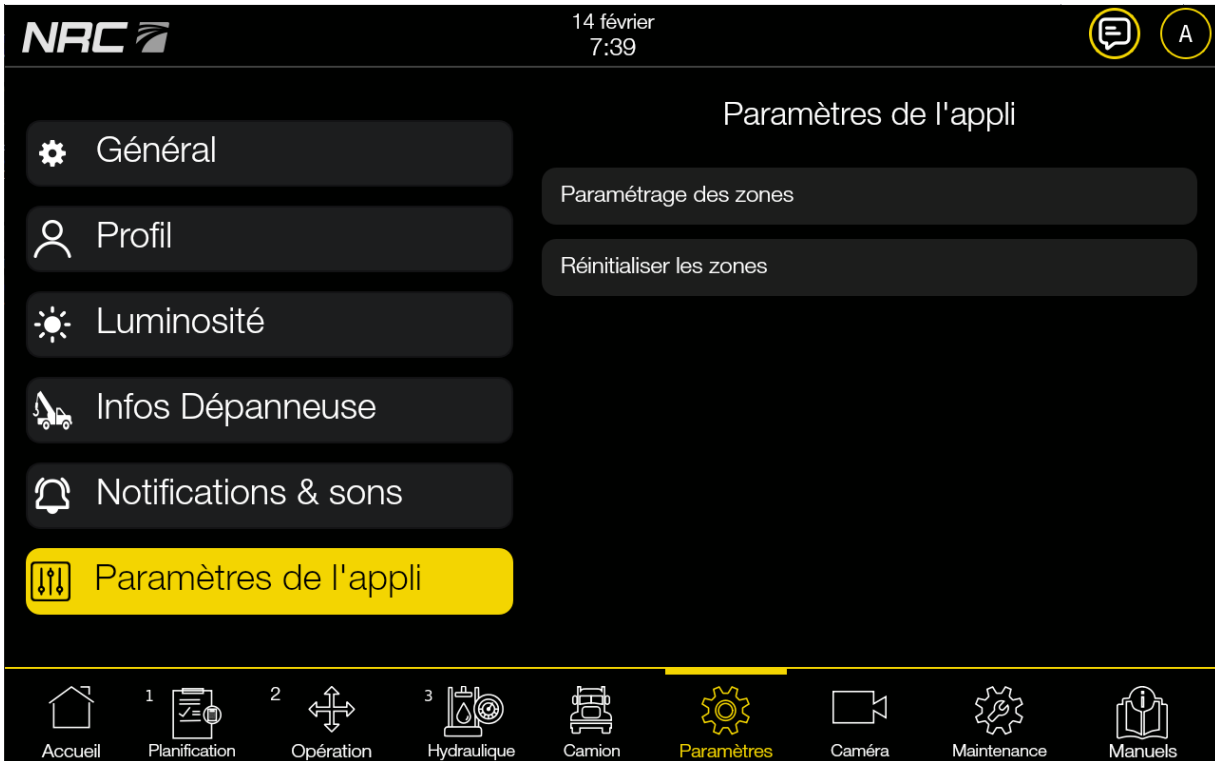 NRC
14 février
7:39
A
Paramètres de l'appli
Général
Profil
Luminosité
Infos Dépanneuse
Notifications & sons
Paramètres de l'appli
Paramétrage des zones
Réinitialiser les zones
Accueil
1 Planification
2 Opération
3 Hydraulique
Camion
Paramètres
Caméra
Maintenance
Manuels